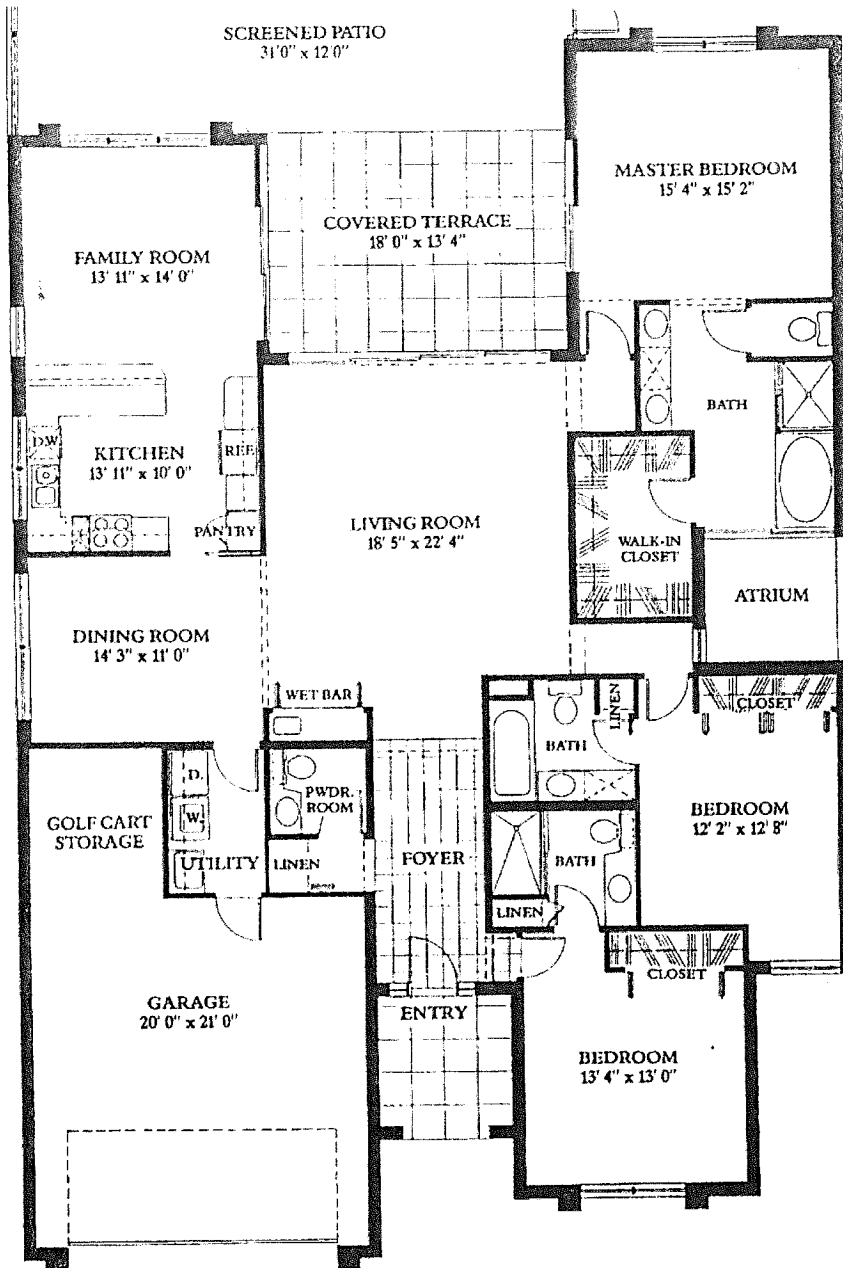 SCREENED PATIO
31'0" x 12'0"
MASTER BEDROOM
15' 4" x 15' 2"
COVERED TERRACE
18' 0" x 13' 4"
FAMILY ROOM
13' 11" x 14' 0"
BATH
D.W
KITCHEN
13' 11" x 10' 0"
REF.
PANTRY
LIVING ROOM
18' 5" x 22' 4"
WALK-IN
CLOSET
ATRIUM
DINING ROOM
14' 3" x 11' 0"
WET BAR
LINEN
CLOSET
BATH
D.
W.
PWDR.
ROOM
BEDROOM
12' 2" x 12' 8"
GOLF CART
STORAGE
UTILITY
LINEN
FOYER
BATH
LINEN
CLOSET
GARAGE
20' 0" x 21' 0"
ENTRY
BEDROOM
13' 4" x 13' 0"